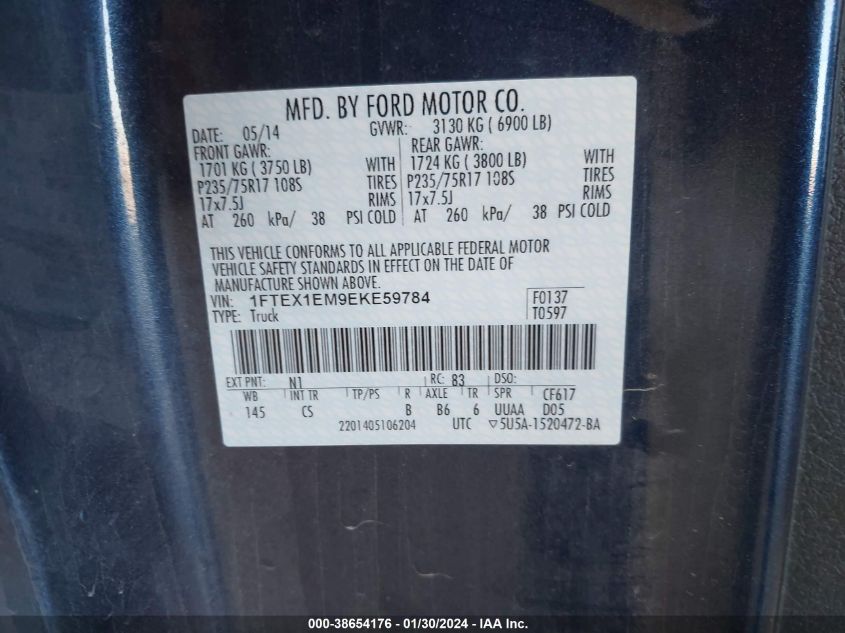 MFD. BY FORD MOTOR CO.
DATE: 05/14 GVWR: 3130 KG ( 6900 LB)
FRONT GAWR: REAR GAWR:
1701 KG ( 3750 LB) WITH 1724 KG ( 3800 LB) WITH
P235/75R17 108S TIRES P235/75R17 108S TIRES
17x7.5J RIMS 17x7.5J RIMS
AT 260 kPa/ 38 PSI COLD AT 260 kPa/ 38 PSI COLD
THIS VEHICLE CONFORMS TO ALL APPLICABLE FEDERAL MOTOR
VEHICLE SAFETY STANDARDS IN EFFECT ON THE DATE OF
MANUFACTURE SHOWN ABOVE.
VIN: 1FTEX1EM9EKE59784 F0137
TYPE: Truck T0597
EXT PNT: N1 RC: 83 DSO:
WB INT TR TP/PS R AXLE TR SPR CF617
145 CS B B6 6 UUAA D05
2201405106204 UTC ▽5U5A-1520472-BA
000-38654176 - 01/30/2024 - IAA Inc.